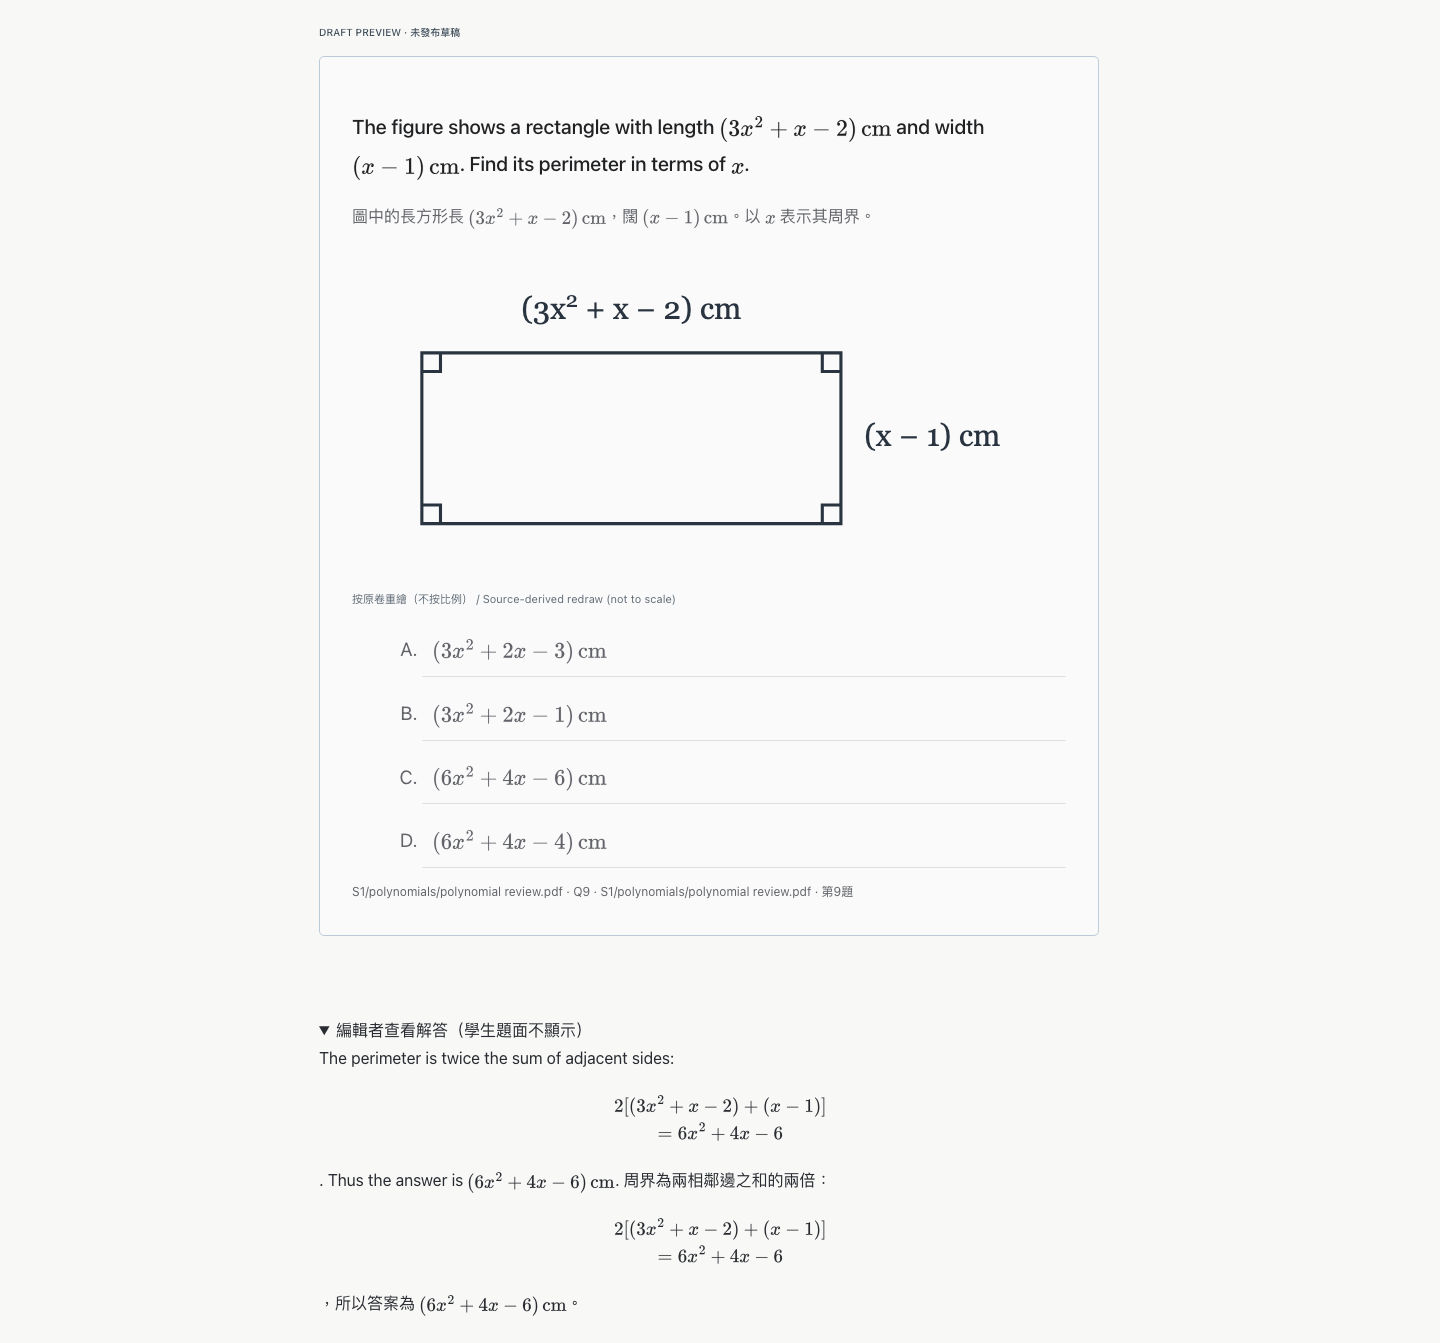 DRAFT PREVIEW · 未發布草稿
The figure shows a rectangle with length (3x² + x − 2) cm and width
(x − 1) cm. Find its perimeter in terms of x.
圖中的長方形長 (3x² + x − 2) cm，闊 (x − 1) cm。以 x 表示其周界。
(3x² + x − 2) cm
(x − 1) cm
按原卷重繪（不按比例） / Source-derived redraw (not to scale)
A. (3x² + 2x − 3) cm
B. (3x² + 2x − 1) cm
C. (6x² + 4x − 6) cm
D. (6x² + 4x − 4) cm
S1/polynomials/polynomial review.pdf · Q9 · S1/polynomials/polynomial review.pdf · 第9題
▼ 編輯者查看解答（學生題面不顯示）
The perimeter is twice the sum of adjacent sides:
2[(3x² + x − 2) + (x − 1)]
= 6x² + 4x − 6
. Thus the answer is (6x² + 4x − 6) cm. 周界為兩相鄰邊之和的兩倍：
2[(3x² + x − 2) + (x − 1)]
= 6x² + 4x − 6
，所以答案為 (6x² + 4x − 6) cm。